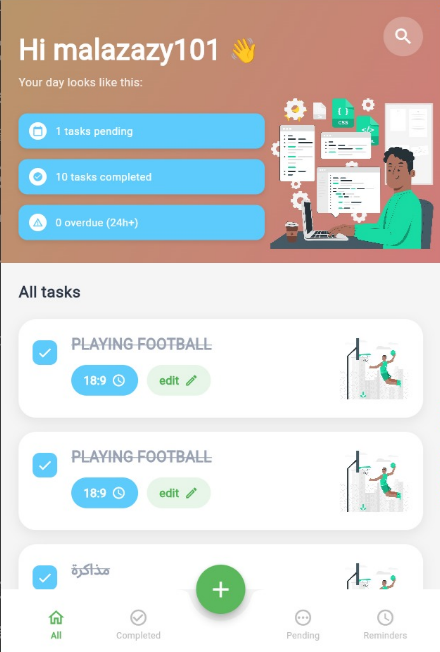 Hi malazazy101 👋
Your day looks like this:
1 tasks pending
10 tasks completed
0 overdue (24h+)
All tasks
PLAYING FOOTBALL
18:9
edit
PLAYING FOOTBALL
18:9
edit
مذاكرة
All
Completed
Pending
Reminders